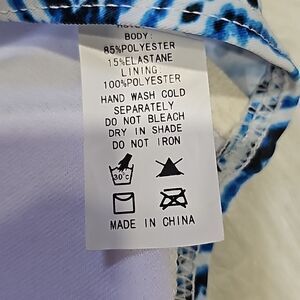 BODY:
85%POLYESTER
15%ELASTANE
LINING:
100%POLYESTER
HAND WASH COLD
SEPARATELY
DO NOT BLEACH
DRY IN SHADE
DO NOT IRON
30°C
MADE IN CHINA